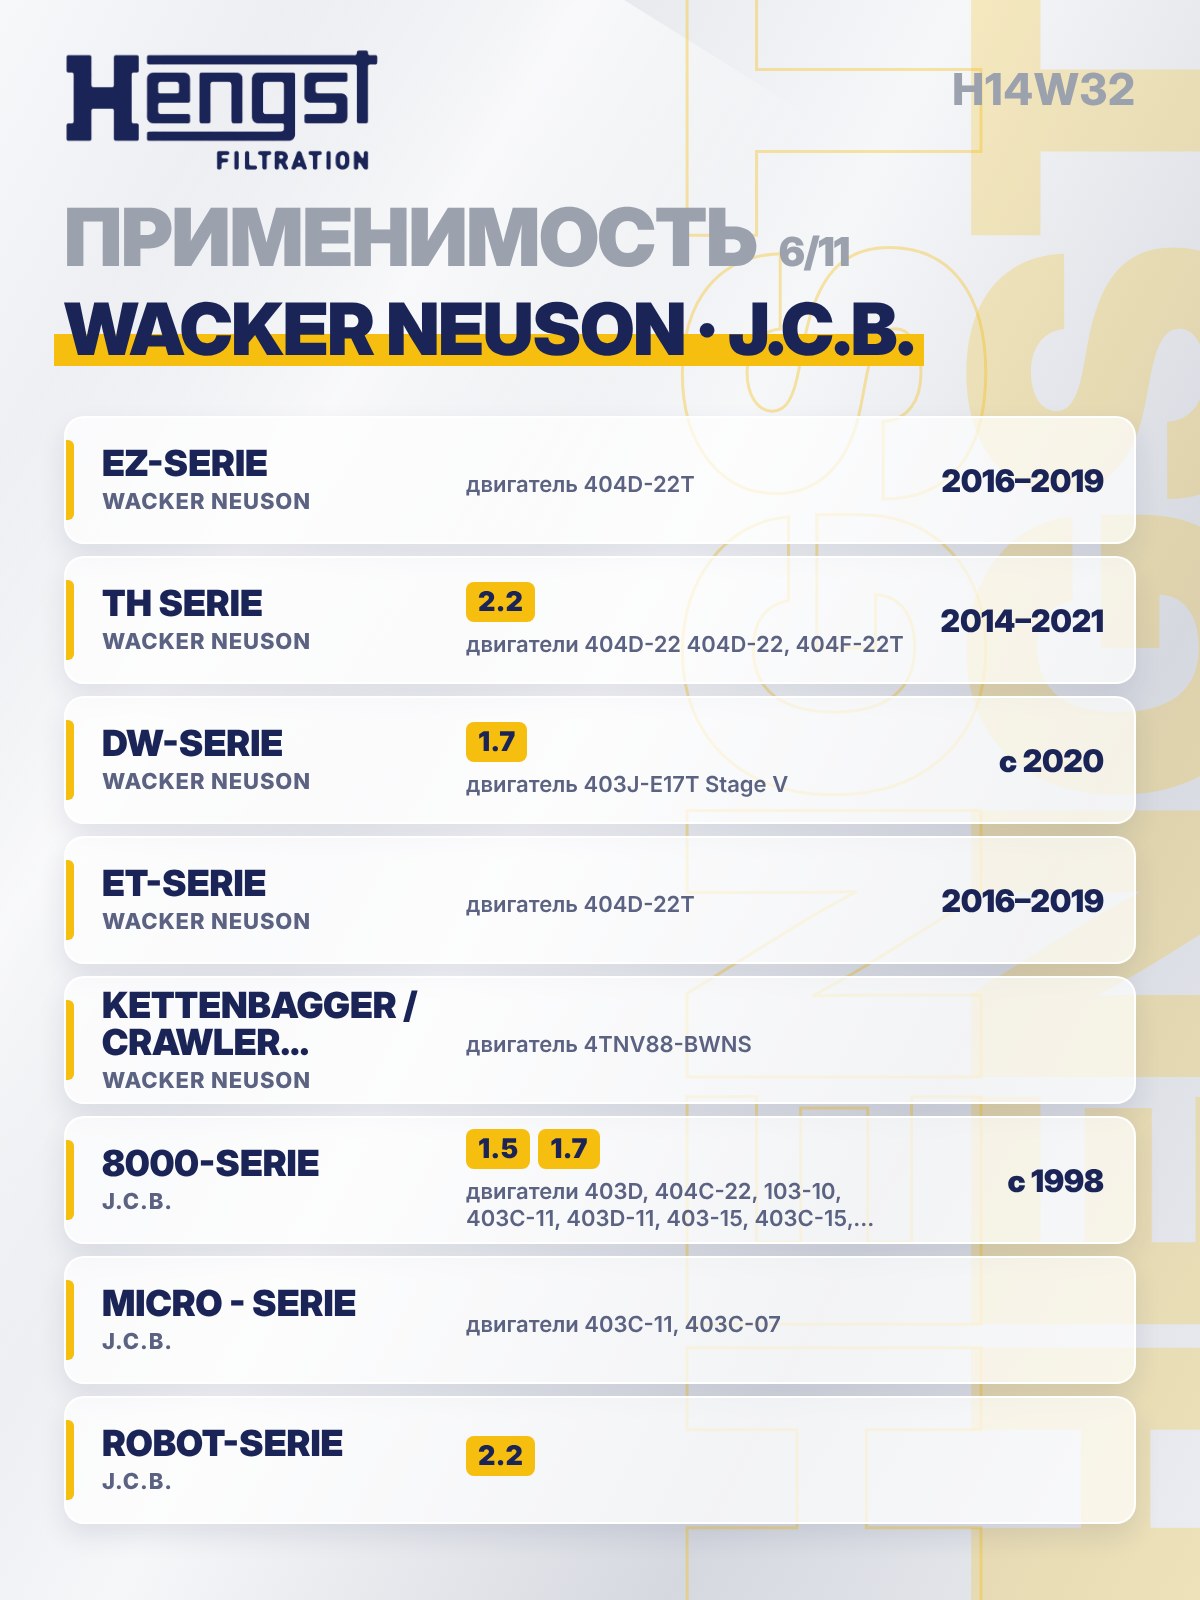 Hengst
FILTRATION
H14W32
ПРИМЕНИМОСТЬ 6/11
WACKER NEUSON · J.C.B.
EZ-SERIE
WACKER NEUSON
двигатель 404D-22T
2016–2019
TH SERIE
WACKER NEUSON
2.2
двигатели 404D-22 404D-22, 404F-22T
2014–2021
DW-SERIE
WACKER NEUSON
1.7
двигатель 403J-E17T Stage V
с 2020
ET-SERIE
WACKER NEUSON
двигатель 404D-22T
2016–2019
KETTENBAGGER /
CRAWLER...
WACKER NEUSON
двигатель 4TNV88-BWNS
8000-SERIE
J.C.B.
1.5 1.7
двигатели 403D, 404C-22, 103-10,
403C-11, 403D-11, 403-15, 403C-15,...
с 1998
MICRO - SERIE
J.C.B.
двигатели 403C-11, 403C-07
ROBOT-SERIE
J.C.B.
2.2
HENGST
HENGST